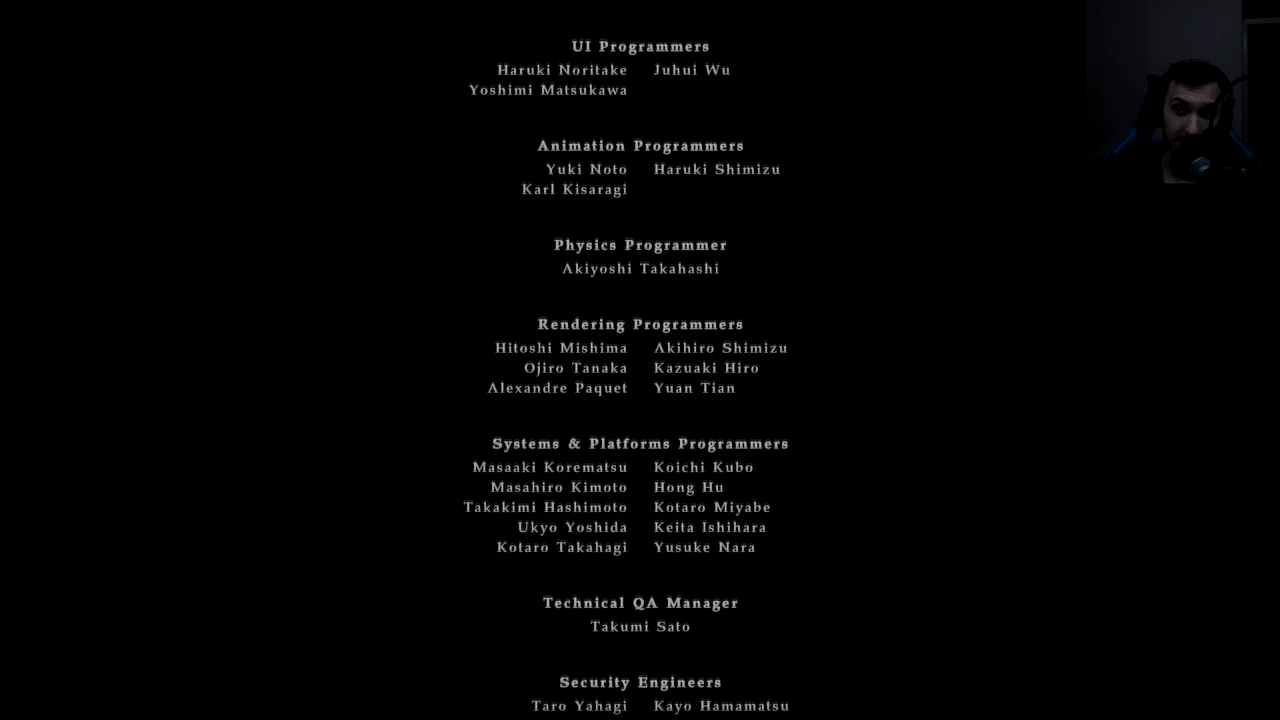 UI Programmers
Haruki Noritake Juhui Wu
Yoshimi Matsukawa
Animation Programmers
Yuki Noto Haruki Shimizu
Karl Kisaragi
Physics Programmer
Akiyoshi Takahashi
Rendering Programmers
Hitoshi Mishima Akihiro Shimizu
Ojiro Tanaka Kazuaki Hiro
Alexandre Paquet Yuan Tian
Systems & Platforms Programmers
Masaaki Korematsu Koichi Kubo
Masahiro Kimoto Hong Hu
Takakimi Hashimoto Kotaro Miyabe
Ukyo Yoshida Keita Ishihara
Kotaro Takahagi Yusuke Nara
Technical QA Manager
Takumi Sato
Security Engineers
Taro Yahagi Kayo Hamamatsu